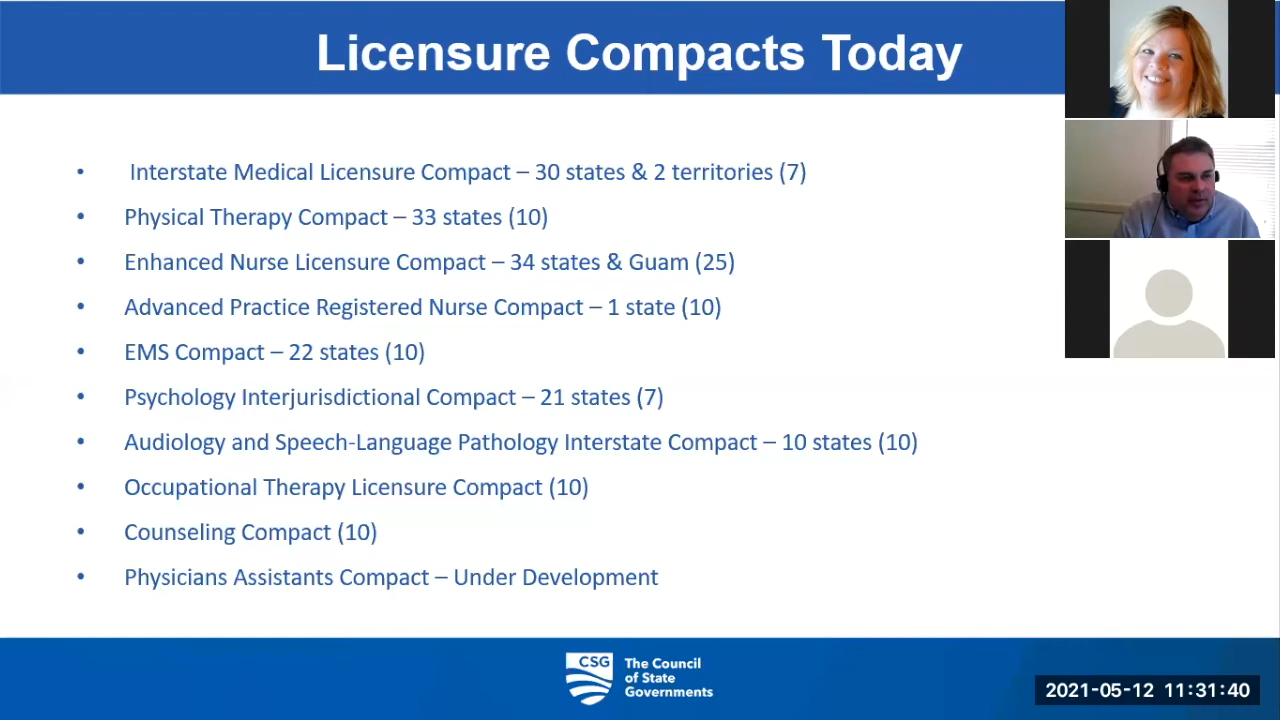 Licensure Compacts Today
• Interstate Medical Licensure Compact – 30 states & 2 territories (7)
• Physical Therapy Compact – 33 states (10)
• Enhanced Nurse Licensure Compact – 34 states & Guam (25)
• Advanced Practice Registered Nurse Compact – 1 state (10)
• EMS Compact – 22 states (10)
• Psychology Interjurisdictional Compact – 21 states (7)
• Audiology and Speech-Language Pathology Interstate Compact – 10 states (10)
• Occupational Therapy Licensure Compact (10)
• Counseling Compact (10)
• Physicians Assistants Compact – Under Development
CSG
The Council
of State
Governments
2021-05-12 11:31:40